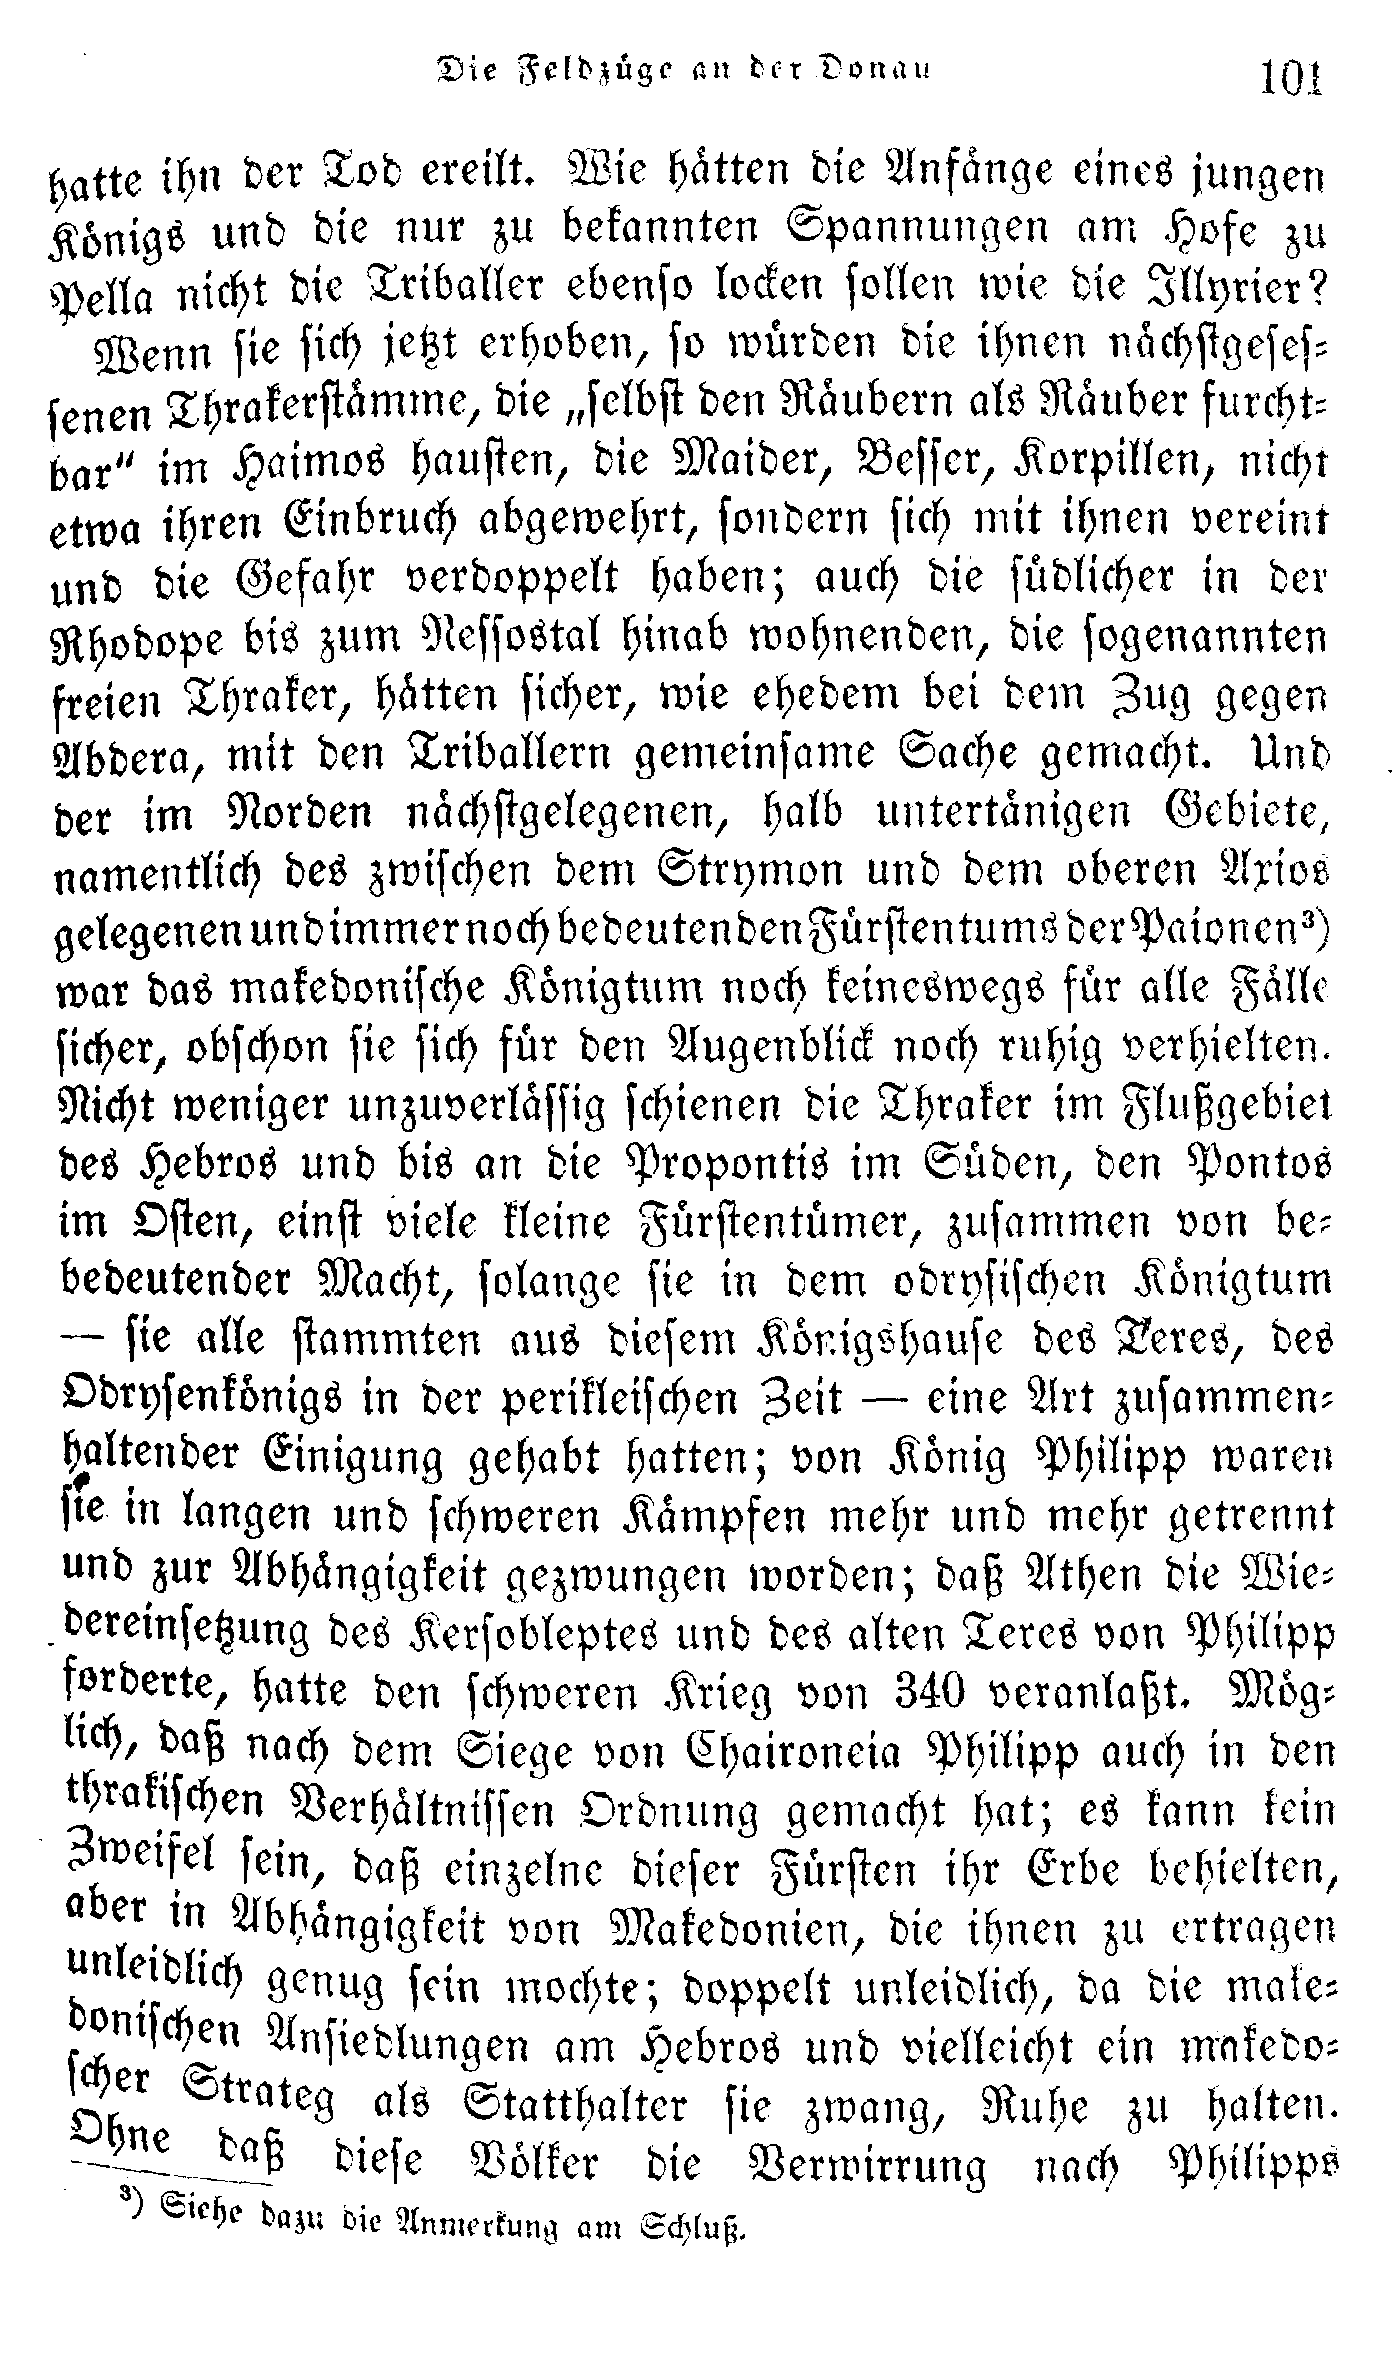 Die Feldzüge an der Donau 101
hatte ihn der Tod ereilt. Wie hätten die Anfänge eines jungen
Königs und die nur zu bekannten Spannungen am Hofe zu
Pella nicht die Triballer ebenso locken sollen wie die Illyrier?
Wenn sie sich jetzt erhoben, so würden die ihnen nächstgeses-
senen Thrakerstämme, die „selbst den Räubern als Räuber furcht-
bar“ im Haimos hausten, die Maider, Besser, Korpillen, nicht
etwa ihren Einbruch abgewehrt, sondern sich mit ihnen vereint
und die Gefahr verdoppelt haben; auch die südlicher in der
Rhodope bis zum Nessostal hinab wohnenden, die sogenannten
freien Thraker, hätten sicher, wie ehedem bei dem Zug gegen
Abdera, mit den Triballern gemeinsame Sache gemacht. Und
der im Norden nächstgelegenen, halb untertänigen Gebiete,
namentlich des zwischen dem Strymon und dem oberen Axios
gelegenen und immer noch bedeutenden Fürstentums der Paionen³)
war das makedonische Königtum noch keineswegs für alle Fälle
sicher, obschon sie sich für den Augenblick noch ruhig verhielten.
Nicht weniger unzuverlässig schienen die Thraker im Flußgebiet
des Hebros und bis an die Propontis im Süden, den Pontos
im Osten, einst viele kleine Fürstentümer, zusammen von be-
bedeutender Macht, solange sie in dem odrysischen Königtum
— sie alle stammten aus diesem Königshause des Teres, des
Odrysenkönigs in der perikleischen Zeit — eine Art zusammen-
haltender Einigung gehabt hatten; von König Philipp waren
sie in langen und schweren Kämpfen mehr und mehr getrennt
und zur Abhängigkeit gezwungen worden; daß Athen die Wie-
dereinsetzung des Kersobleptes und des alten Teres von Philipp
forderte, hatte den schweren Krieg von 340 veranlaßt. Mög-
lich, daß nach dem Siege von Chaironeia Philipp auch in den
thrakischen Verhältnissen Ordnung gemacht hat; es kann kein
Zweifel sein, daß einzelne dieser Fürsten ihr Erbe behielten,
aber in Abhängigkeit von Makedonien, die ihnen zu ertragen
unleidlich genug sein mochte; doppelt unleidlich, da die make-
donischen Ansiedlungen am Hebros und vielleicht ein makedo-
scher Strateg als Statthalter sie zwang, Ruhe zu halten.
Ohne daß diese Völker die Verwirrung nach Philipps
³) Siehe dazu die Anmerkung am Schluß.